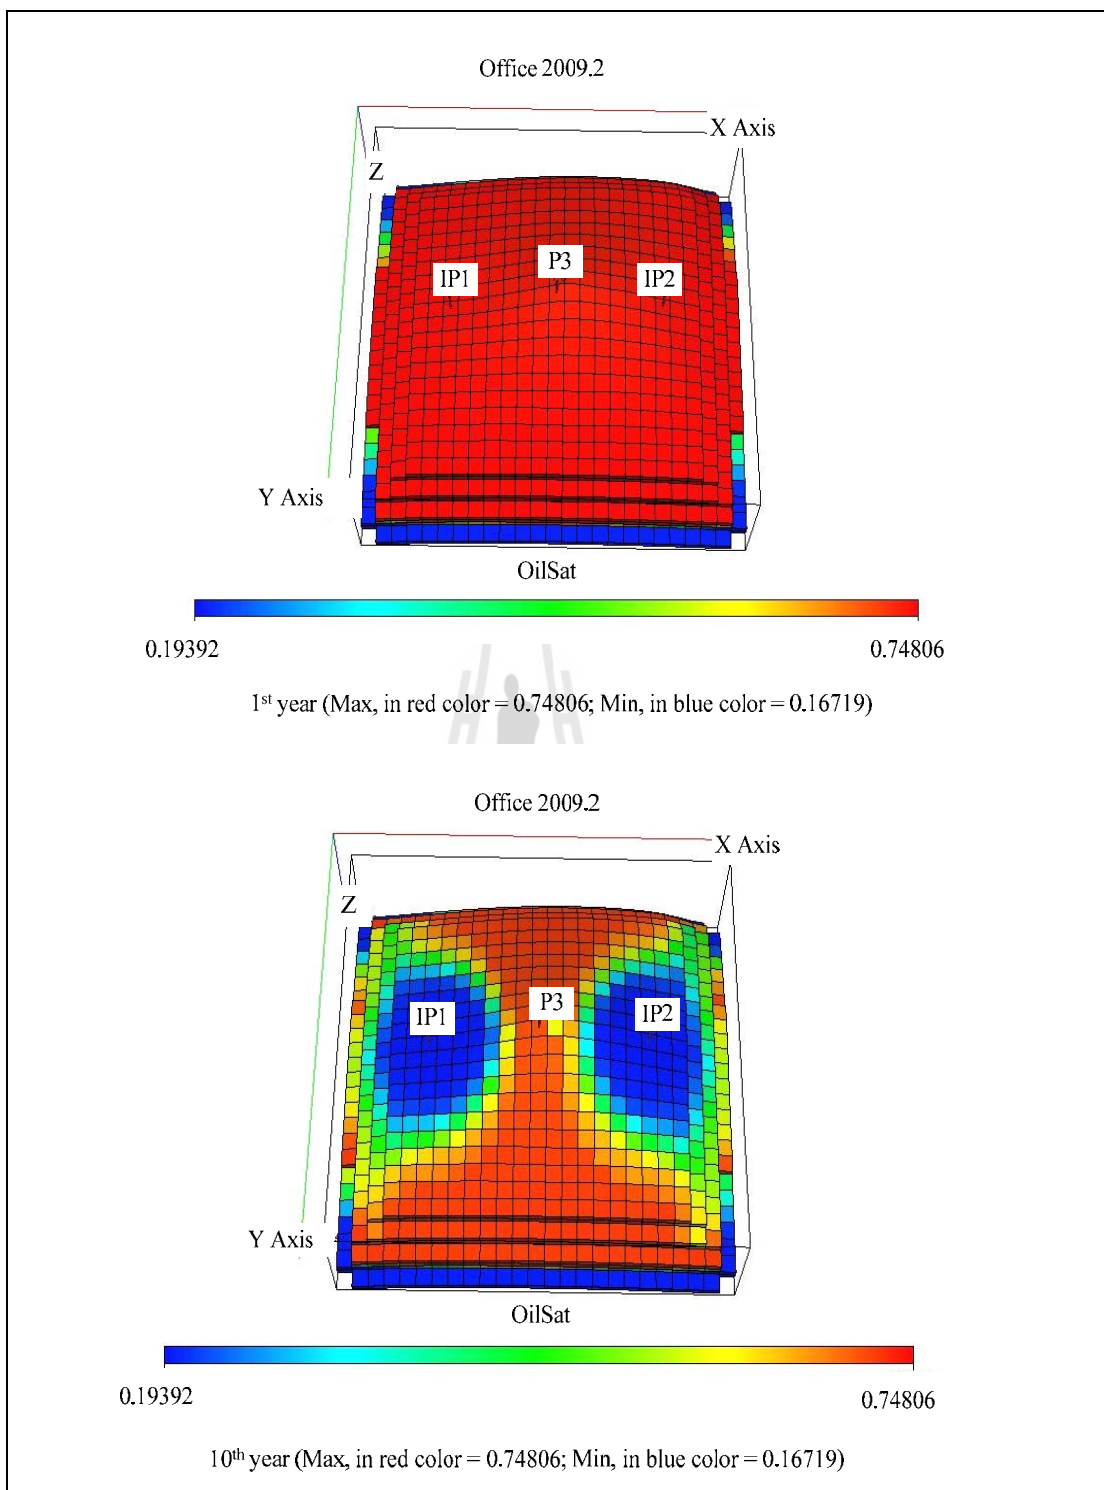 Office 2009.2
X Axis
Z
P3
IP1
IP2
Y Axis
OilSat
0.19392
0.74806
1st year (Max, in red color = 0.74806; Min, in blue color = 0.16719)
Office 2009.2
X Axis
Z
P3
IP1
IP2
Y Axis
OilSat
0.19392
0.74806
10th year (Max, in red color = 0.74806; Min, in blue color = 0.16719)